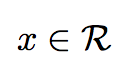 x ∈ ℛ